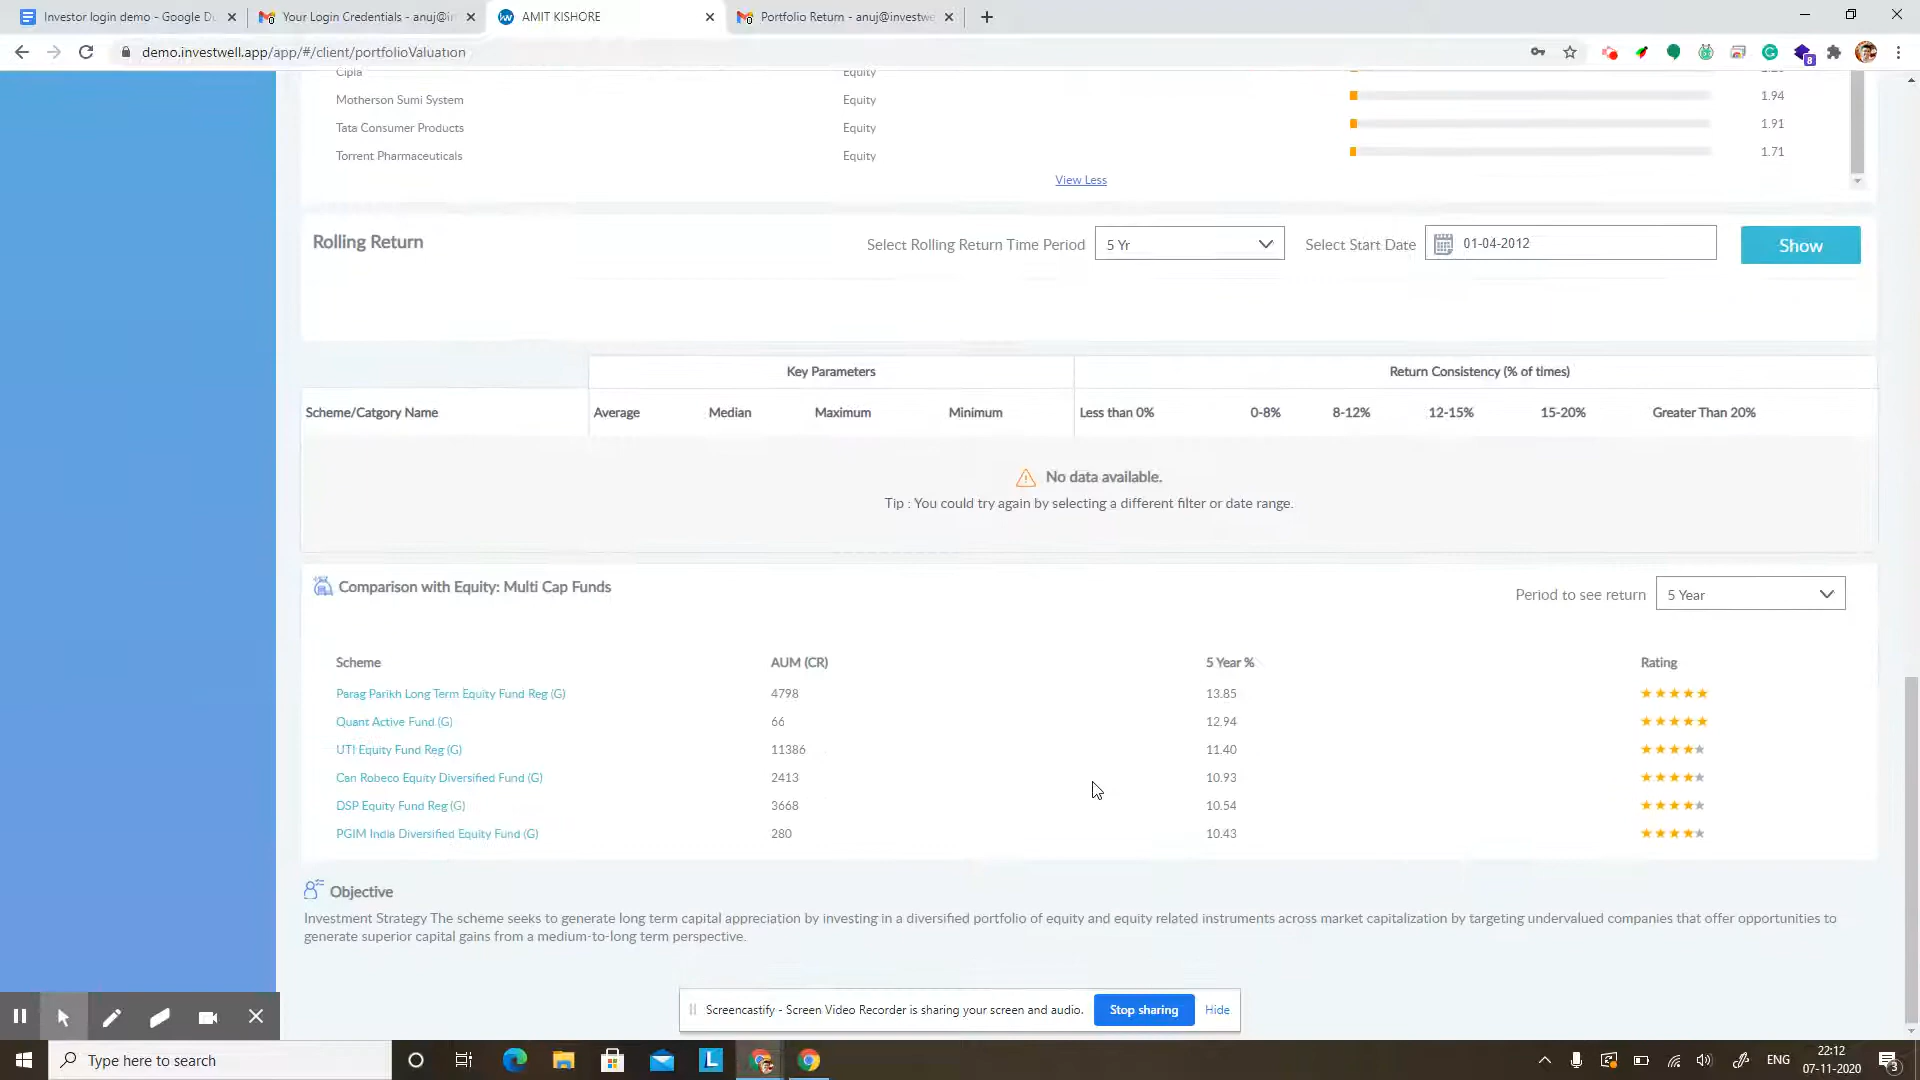 Investor login demo - Google D
Your Login Credentials - anuj@in
AMIT KISHORE
Portfolio Return - anuj@investwe
demo.investwell.app/app/#/client/portfolioValuation
8
Cipla Equity
Motherson Sumi System Equity 1.94
Tata Consumer Products Equity 1.91
Torrent Pharmaceuticals Equity 1.71
View Less
Rolling Return Select Rolling Return Time Period 5 Yr Select Start Date 01-04-2012 Show
Key Parameters Return Consistency (% of times)
Scheme/Catgory Name Average Median Maximum Minimum Less than 0% 0-8% 8-12% 12-15% 15-20% Greater Than 20%
No data available.
Tip : You could try again by selecting a different filter or date range.
Comparison with Equity: Multi Cap Funds Period to see return 5 Year
Scheme AUM (CR) 5 Year % Rating
Parag Parikh Long Term Equity Fund Reg (G) 4798 13.85
Quant Active Fund (G) 66 12.94
UTI Equity Fund Reg (G) 11386 11.40
Can Robeco Equity Diversified Fund (G) 2413 10.93
DSP Equity Fund Reg (G) 3668 10.54
PGIM India Diversified Equity Fund (G) 280 10.43
Objective
Investment Strategy The scheme seeks to generate long term capital appreciation by investing in a diversified portfolio of equity and equity related instruments across market capitalization by targeting undervalued companies that offer opportunities to
generate superior capital gains from a medium-to-long term perspective.
Screencastify - Screen Video Recorder is sharing your screen and audio. Stop sharing Hide
Type here to search
L
ENG
22:12
07-11-2020
3